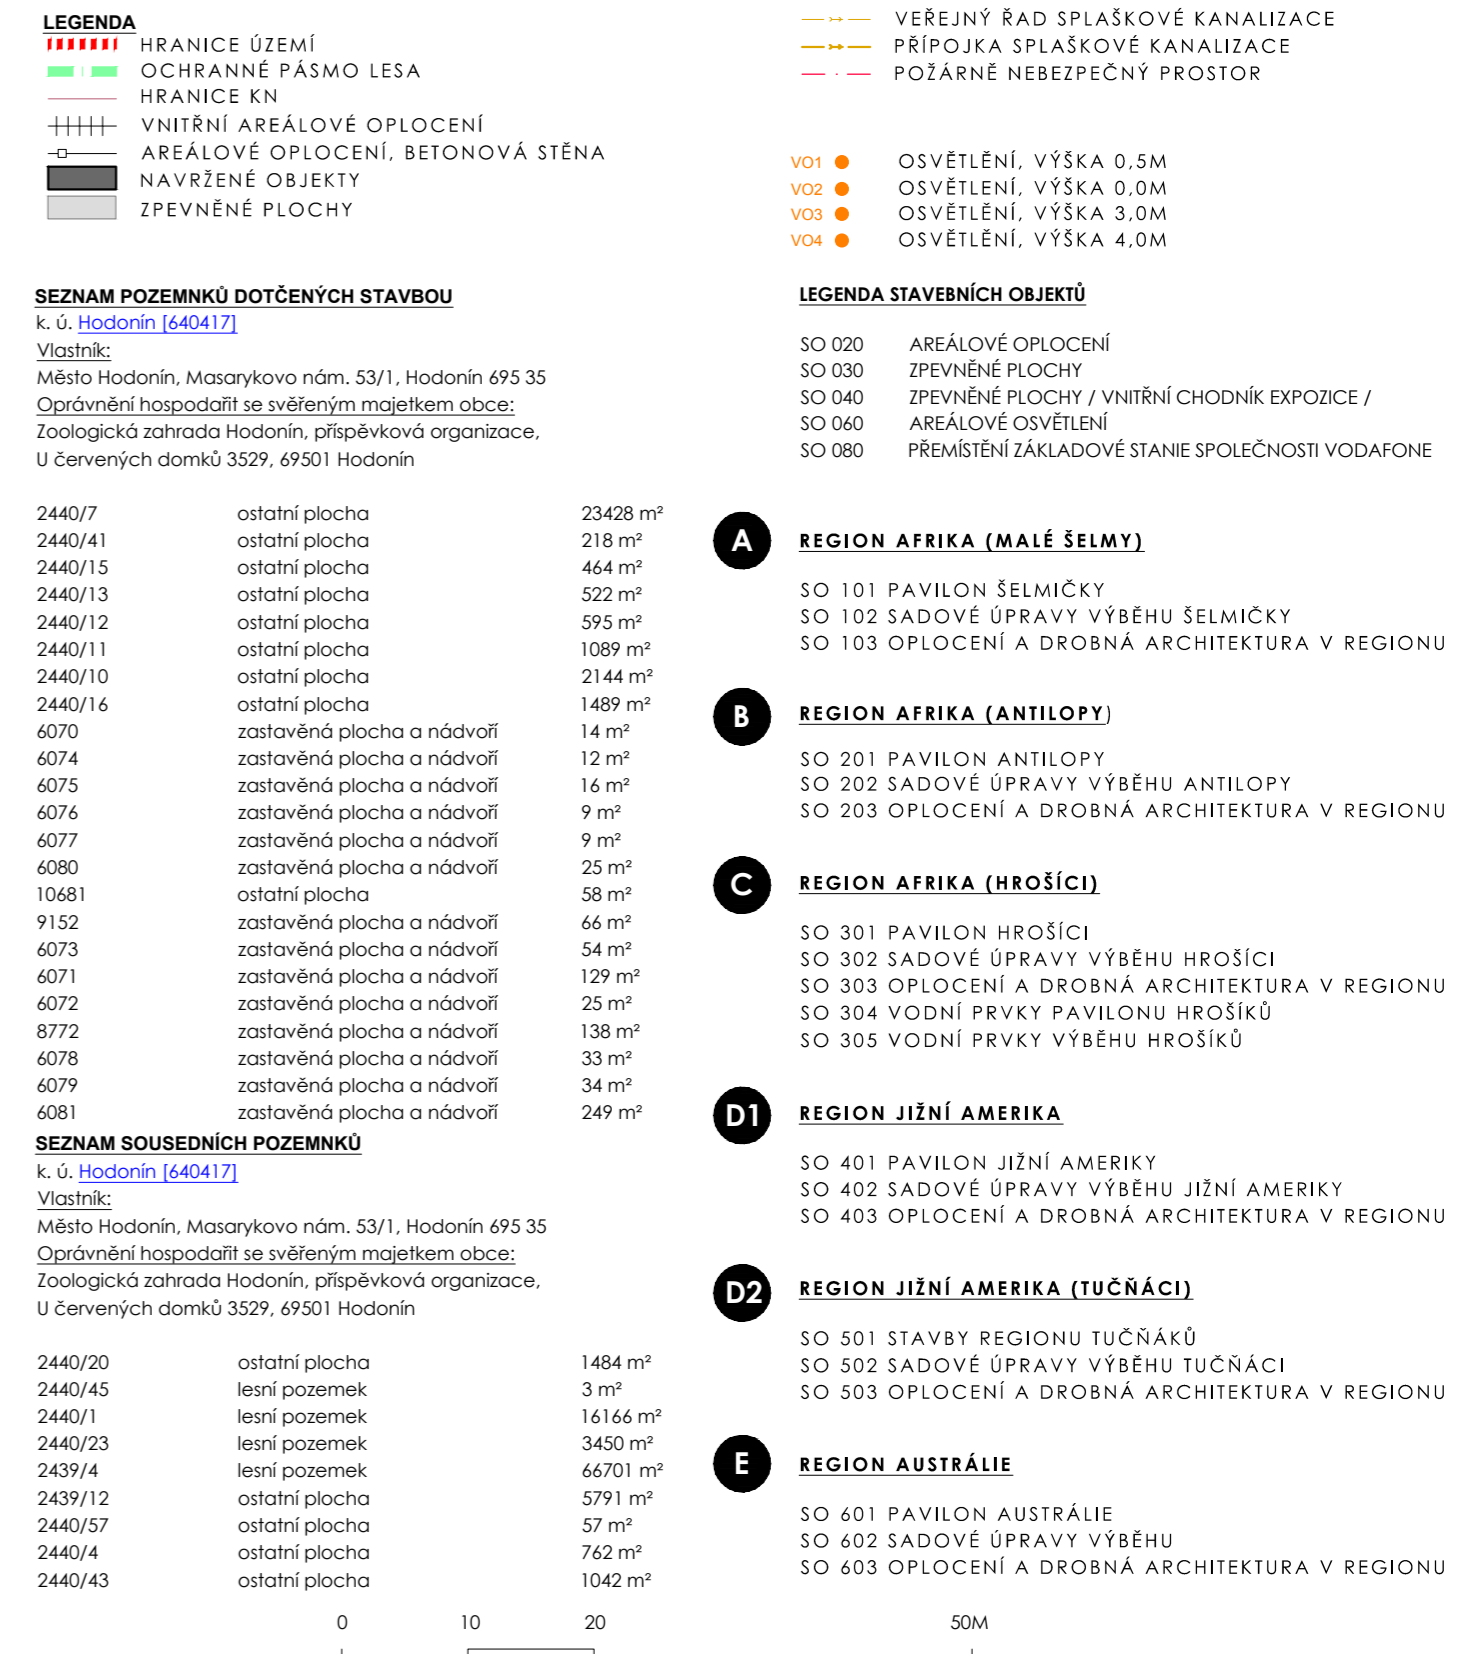 LEGENDA
HRANICE ÚZEMÍ
OCHRANNÉ PÁSMO LESA
HRANICE KN
VNITŘNÍ AREÁLOVÉ OPLOCENÍ
AREÁLOVÉ OPLOCENÍ, BETONOVÁ STĚNA
NAVRŽENÉ OBJEKTY
ZPEVNĚNÉ PLOCHY
SEZNAM POZEMNKŮ DOTČENÝCH STAVBOU
k. ú. Hodonín [640417]
Vlastník:
Město Hodonín, Masarykovo nám. 53/1, Hodonín 695 35
Oprávnění hospodařit se svěřeným majetkem obce:
Zoologická zahrada Hodonín, příspěvková organizace,
U červených domků 3529, 69501 Hodonín
2440/7 ostatní plocha 23428 m²
2440/41 ostatní plocha 218 m²
2440/15 ostatní plocha 464 m²
2440/13 ostatní plocha 522 m²
2440/12 ostatní plocha 595 m²
2440/11 ostatní plocha 1089 m²
2440/10 ostatní plocha 2144 m²
2440/16 ostatní plocha 1489 m²
6070 zastavěná plocha a nádvoří 14 m²
6074 zastavěná plocha a nádvoří 12 m²
6075 zastavěná plocha a nádvoří 16 m²
6076 zastavěná plocha a nádvoří 9 m²
6077 zastavěná plocha a nádvoří 9 m²
6080 zastavěná plocha a nádvoří 25 m²
10681 ostatní plocha 58 m²
9152 zastavěná plocha a nádvoří 66 m²
6073 zastavěná plocha a nádvoří 54 m²
6071 zastavěná plocha a nádvoří 129 m²
6072 zastavěná plocha a nádvoří 25 m²
8772 zastavěná plocha a nádvoří 138 m²
6078 zastavěná plocha a nádvoří 33 m²
6079 zastavěná plocha a nádvoří 34 m²
6081 zastavěná plocha a nádvoří 249 m²
SEZNAM SOUSEDNÍCH POZEMNKŮ
k. ú. Hodonín [640417]
Vlastník:
Město Hodonín, Masarykovo nám. 53/1, Hodonín 695 35
Oprávnění hospodařit se svěřeným majetkem obce:
Zoologická zahrada Hodonín, příspěvková organizace,
U červených domků 3529, 69501 Hodonín
2440/20 ostatní plocha 1484 m²
2440/45 lesní pozemek 3 m²
2440/1 lesní pozemek 16166 m²
2440/23 lesní pozemek 3450 m²
2439/4 lesní pozemek 66701 m²
2439/12 ostatní plocha 5791 m²
2440/57 ostatní plocha 57 m²
2440/4 ostatní plocha 762 m²
2440/43 ostatní plocha 1042 m²
VEŘEJNÝ ŘAD SPLAŠKOVÉ KANALIZACE
PŘÍPOJKA SPLAŠKOVÉ KANALIZACE
POŽÁRNĚ NEBEZPEČNÝ PROSTOR
VO1 OSVĚTLĚNÍ, VÝŠKA 0,5M
VO2 OSVĚTLENÍ, VÝŠKA 0,0M
VO3 OSVĚTLĚNÍ, VÝŠKA 3,0M
VO4 OSVĚTLĚNÍ, VÝŠKA 4,0M
LEGENDA STAVEBNÍCH OBJEKTŮ
SO 020 AREÁLOVÉ OPLOCENÍ
SO 030 ZPEVNĚNÉ PLOCHY
SO 040 ZPEVNĚNÉ PLOCHY / VNITŘNÍ CHODNÍK EXPOZICE /
SO 060 AREÁLOVÉ OSVĚTLENÍ
SO 080 PŘEMÍSTĚNÍ ZÁKLADOVÉ STANIE SPOLEČNOSTI VODAFONE
A REGION AFRIKA (MALÉ ŠELMY)
SO 101 PAVILON ŠELMIČKY
SO 102 SADOVÉ ÚPRAVY VÝBĚHU ŠELMIČKY
SO 103 OPLOCENÍ A DROBNÁ ARCHITEKTURA V REGIONU
B REGION AFRIKA (ANTILOPY)
SO 201 PAVILON ANTILOPY
SO 202 SADOVÉ ÚPRAVY VÝBĚHU ANTILOPY
SO 203 OPLOCENÍ A DROBNÁ ARCHITEKTURA V REGIONU
C REGION AFRIKA (HROŠÍCI)
SO 301 PAVILON HROŠÍCI
SO 302 SADOVÉ ÚPRAVY VÝBĚHU HROŠÍCI
SO 303 OPLOCENÍ A DROBNÁ ARCHITEKTURA V REGIONU
SO 304 VODNÍ PRVKY PAVILONU HROŠÍKŮ
SO 305 VODNÍ PRVKY VÝBĚHU HROŠÍKŮ
D1 REGION JIŽNÍ AMERIKA
SO 401 PAVILON JIŽNÍ AMERIKY
SO 402 SADOVÉ ÚPRAVY VÝBĚHU JIŽNÍ AMERIKY
SO 403 OPLOCENÍ A DROBNÁ ARCHITEKTURA V REGIONU
D2 REGION JIŽNÍ AMERIKA (TUČŇÁCI)
SO 501 STAVBY REGIONU TUČŇÁKŮ
SO 502 SADOVÉ ÚPRAVY VÝBĚHU TUČŇÁCI
SO 503 OPLOCENÍ A DROBNÁ ARCHITEKTURA V REGIONU
E REGION AUSTRÁLIE
SO 601 PAVILON AUSTRÁLIE
SO 602 SADOVÉ ÚPRAVY VÝBĚHU
SO 603 OPLOCENÍ A DROBNÁ ARCHITEKTURA V REGIONU
0 10 20 50M